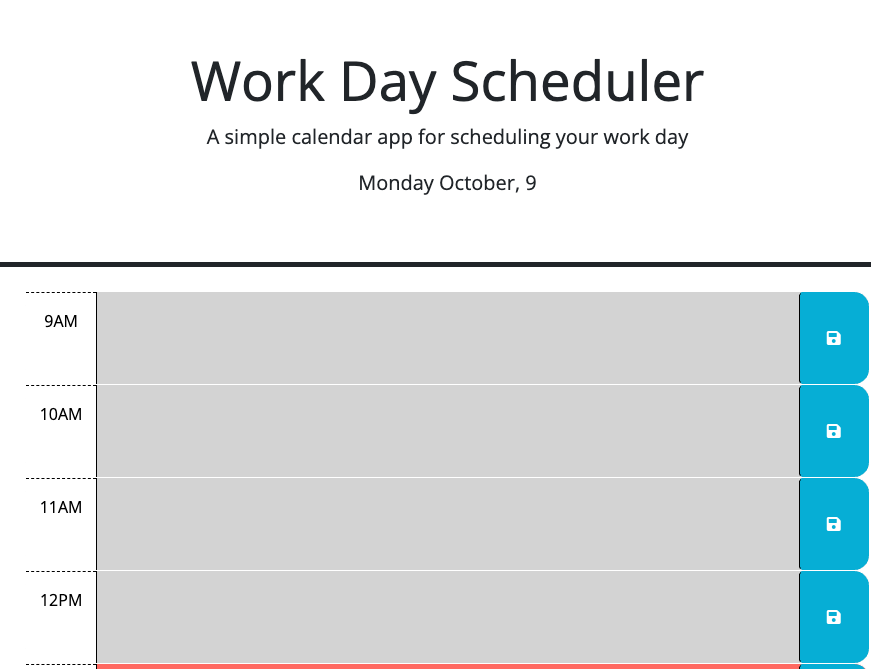 Work Day Scheduler
A simple calendar app for scheduling your work day
Monday October, 9
9AM
10AM
11AM
12PM